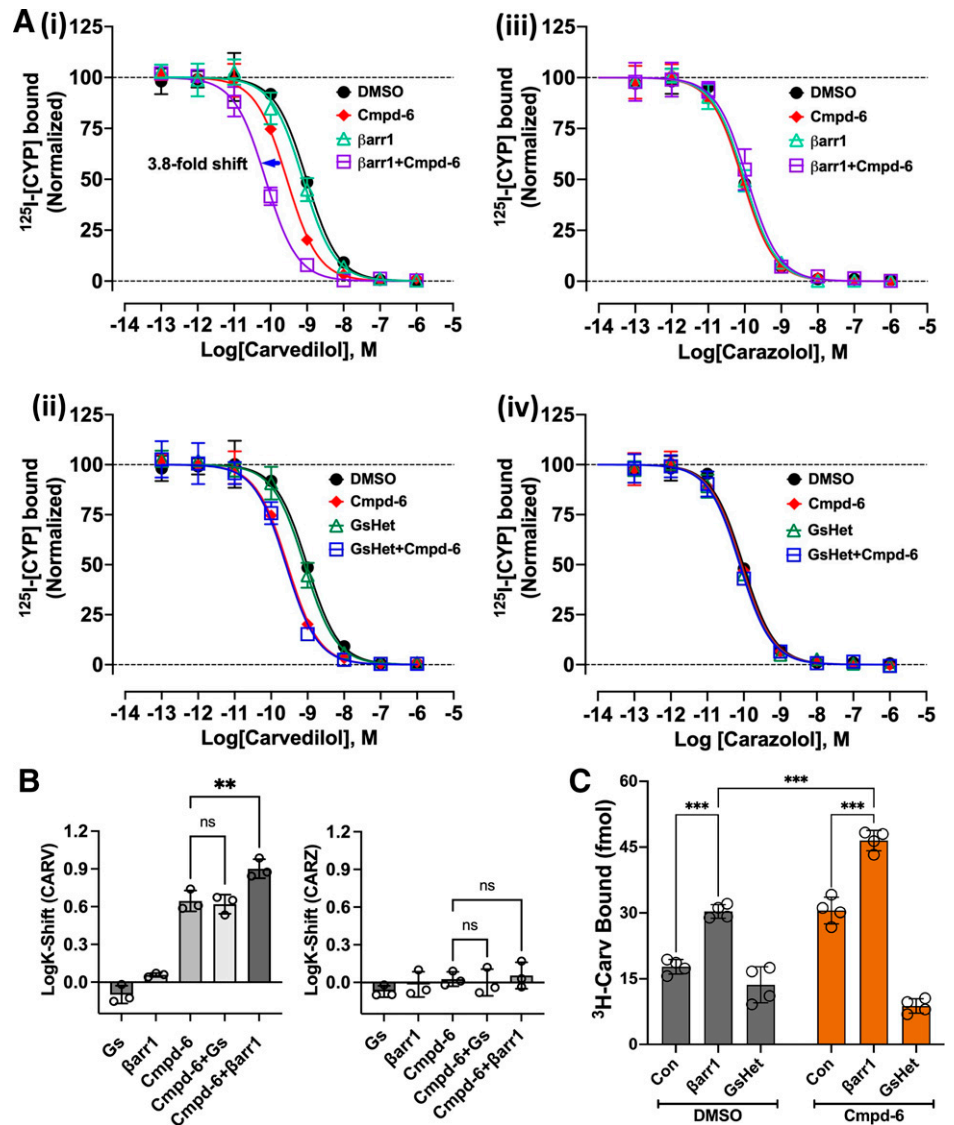 A (i)
125
100
75
50
25
0
¹²⁵I-[CYP] bound
(Normalized)
DMSO
Cmpd-6
βarr1
βarr1+Cmpd-6
3.8-fold shift
-14 -13 -12 -11 -10 -9 -8 -7 -6 -5
Log[Carvedilol], M
(iii)
125
100
75
50
25
0
¹²⁵I-[CYP] bound
(Normalized)
DMSO
Cmpd-6
βarr1
βarr1+Cmpd-6
-14 -13 -12 -11 -10 -9 -8 -7 -6 -5
Log[Carazolol], M
(ii)
125
100
75
50
25
0
¹²⁵I-[CYP] bound
(Normalized)
DMSO
Cmpd-6
GsHet
GsHet+Cmpd-6
-14 -13 -12 -11 -10 -9 -8 -7 -6 -5
Log[Carvedilol], M
(iv)
125
100
75
50
25
0
¹²⁵I-[CYP] bound
(Normalized)
DMSO
Cmpd-6
GsHet
GsHet+Cmpd-6
-14 -13 -12 -11 -10 -9 -8 -7 -6 -5
Log [Carazolol], M
B
LogK-Shift (CARV)
1.2
0.9
0.6
0.3
0.0
**
ns
Gs
βarr1
Cmpd-6
Cmpd-6+Gs
Cmpd-6+βarr1
LogK-Shift (CARZ)
1.2
0.9
0.6
0.3
0.0
ns
ns
Gs
βarr1
Cmpd-6
Cmpd-6+Gs
Cmpd-6+βarr1
C
³H-Carv Bound (fmol)
60
45
30
15
0
***
*** ***
Con βarr1 GsHet Con βarr1 GsHet
DMSO Cmpd-6